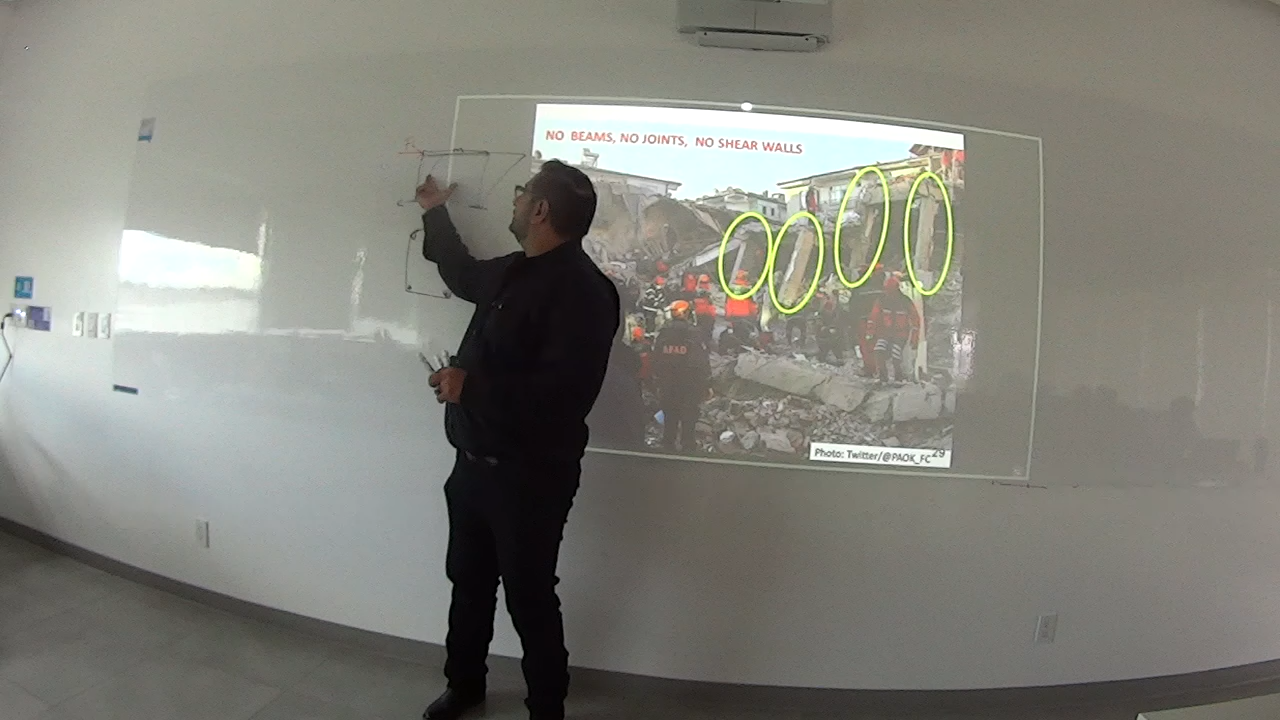 NO BEAMS, NO JOINTS, NO SHEAR WALLS
AFAD
Photo: Twitter/@PAOK_FC
29